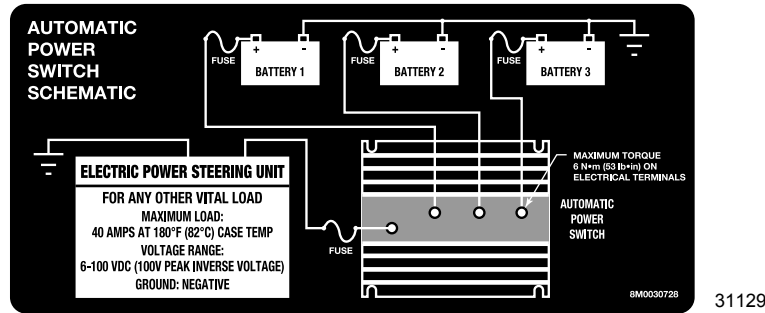 AUTOMATIC
POWER
SWITCH
SCHEMATIC
FUSE
+ -
BATTERY 1
FUSE
+ -
BATTERY 2
FUSE
+ -
BATTERY 3
ELECTRIC POWER STEERING UNIT
FOR ANY OTHER VITAL LOAD
MAXIMUM LOAD:
40 AMPS AT 180°F (82°C) CASE TEMP
VOLTAGE RANGE:
6-100 VDC (100V PEAK INVERSE VOLTAGE)
GROUND: NEGATIVE
FUSE
MAXIMUM TORQUE
6 N•m (53 lb•in) ON
ELECTRICAL TERMINALS
AUTOMATIC
POWER
SWITCH
8M0030728
31129